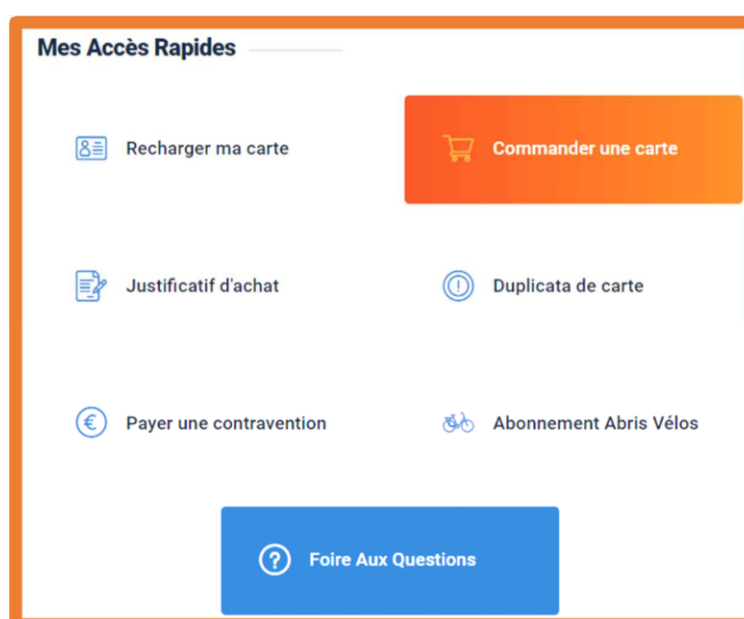 Mes Accès Rapides
Recharger ma carte
Commander une carte
Justificatif d'achat
Duplicata de carte
Payer une contravention
Abonnement Abris Vélos
Foire Aux Questions